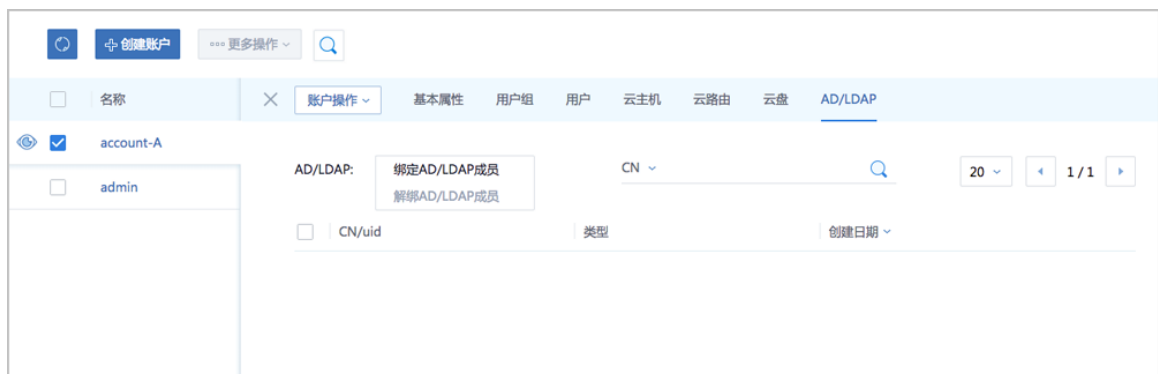 创建账户 更多操作
名称 账户操作 基本属性 用户组 用户 云主机 云路由 云盘 AD/LDAP
account-A
AD/LDAP: 绑定AD/LDAP成员 CN 20 1 / 1
admin
解绑AD/LDAP成员
CN/uid 类型 创建日期